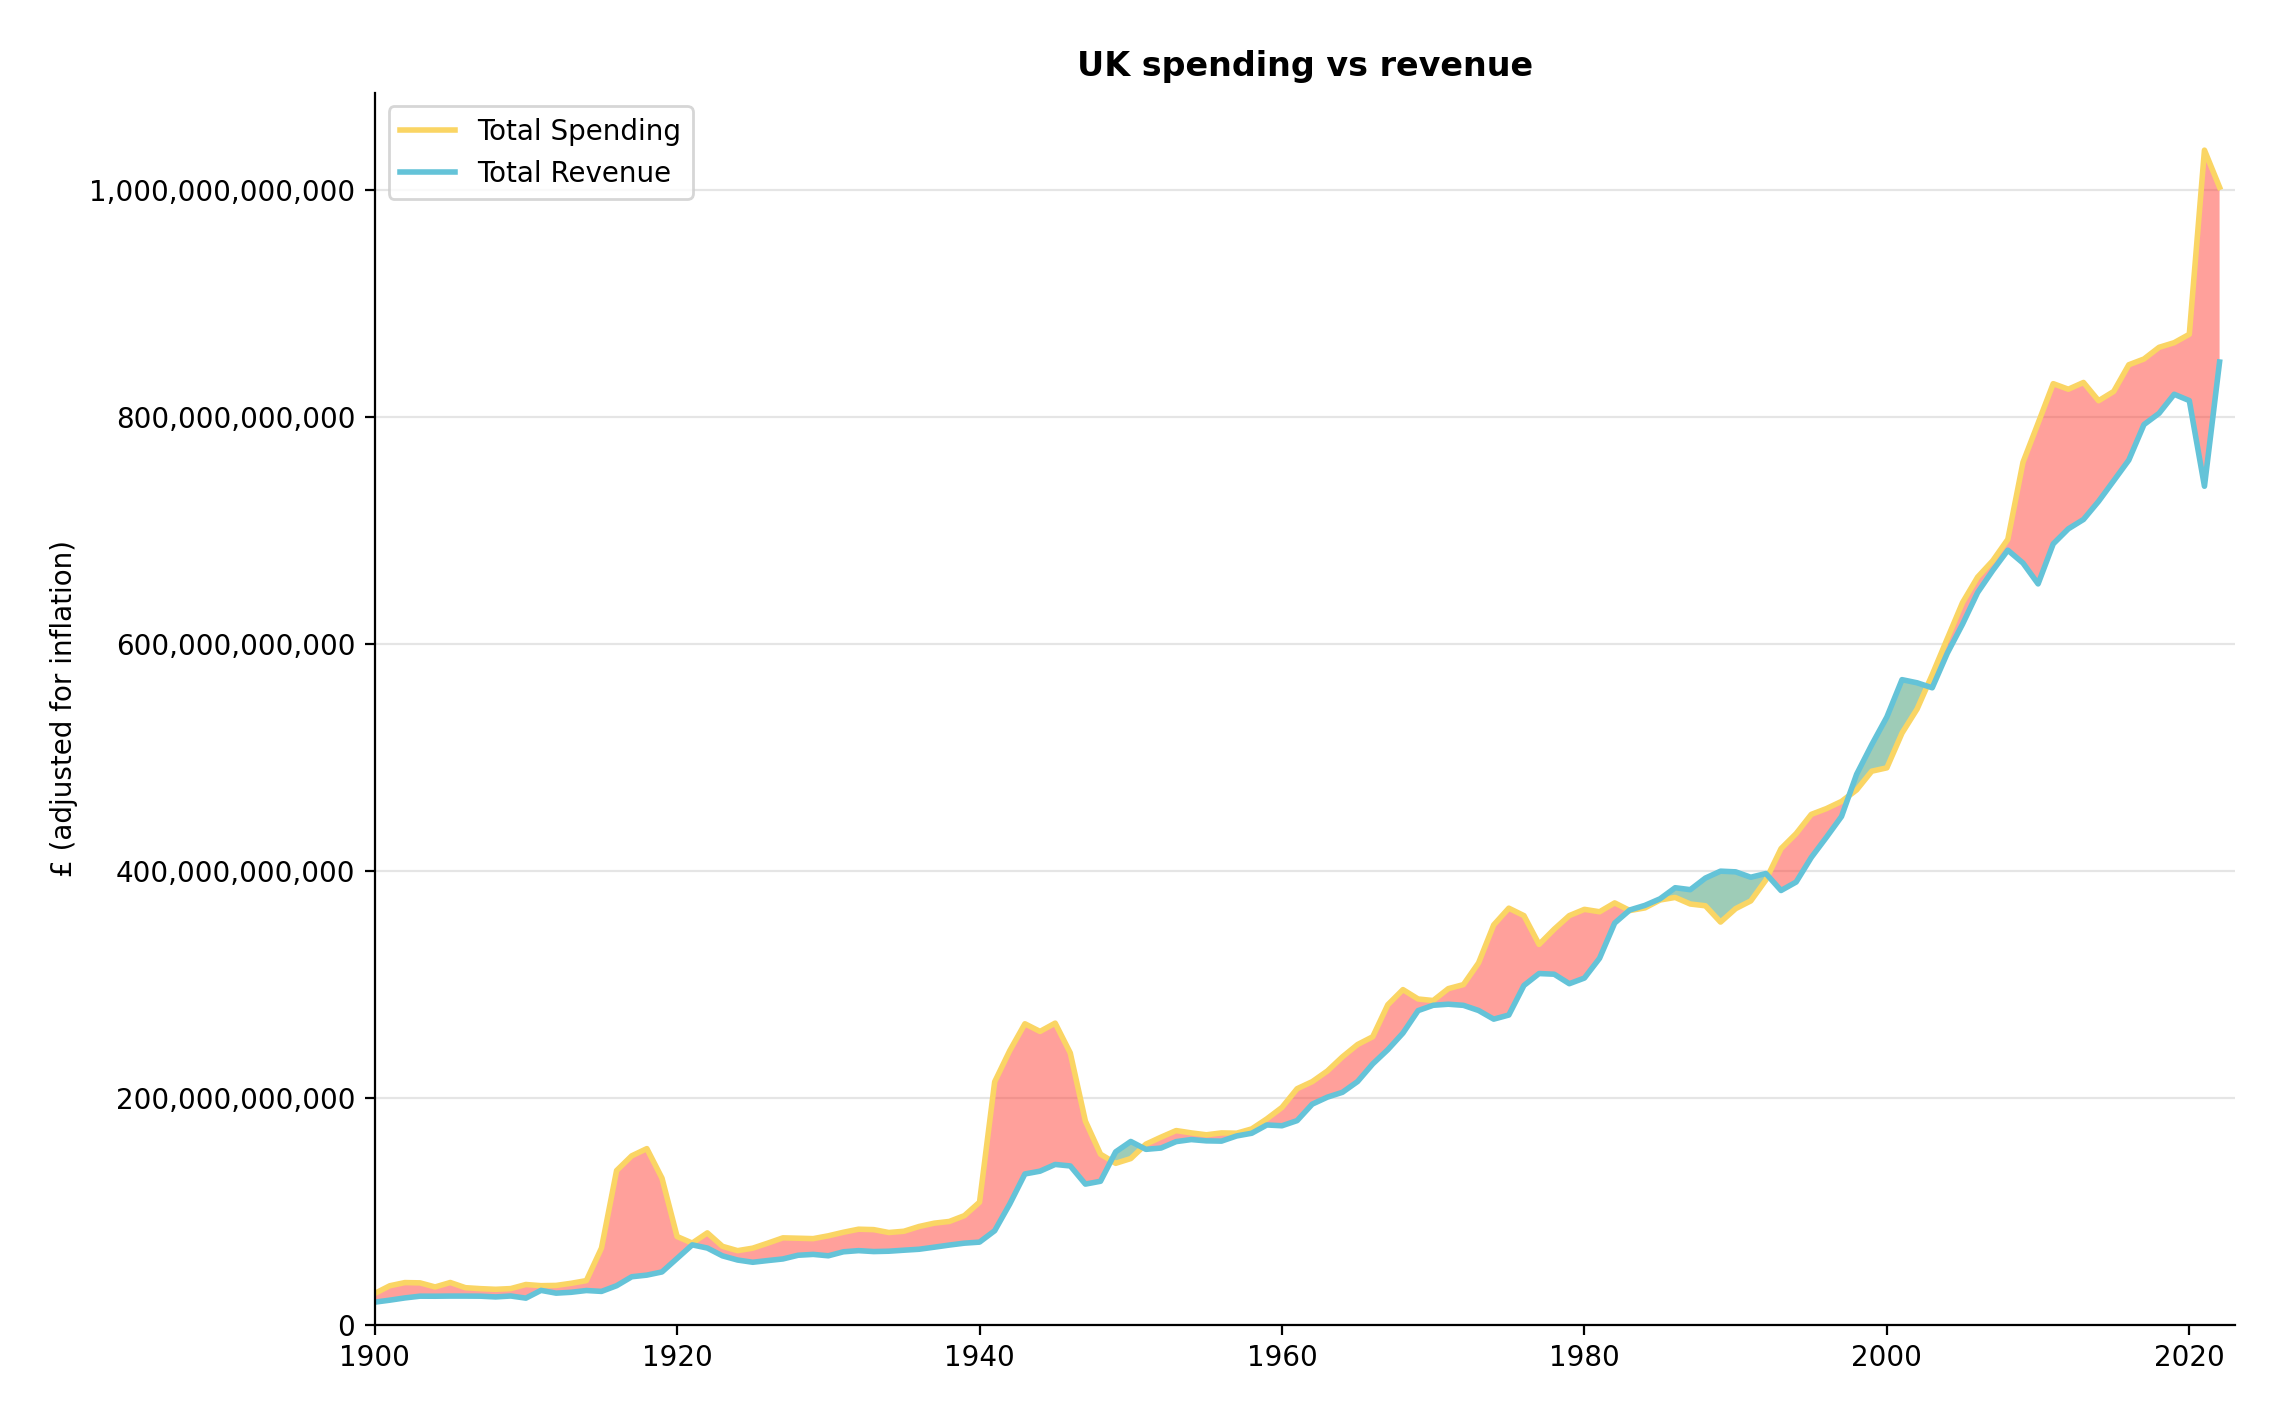 UK spending vs revenue
Total Spending
Total Revenue
£ (adjusted for inflation)
1,000,000,000,000
800,000,000,000
600,000,000,000
400,000,000,000
200,000,000,000
0
1900 1920 1940 1960 1980 2000 2020